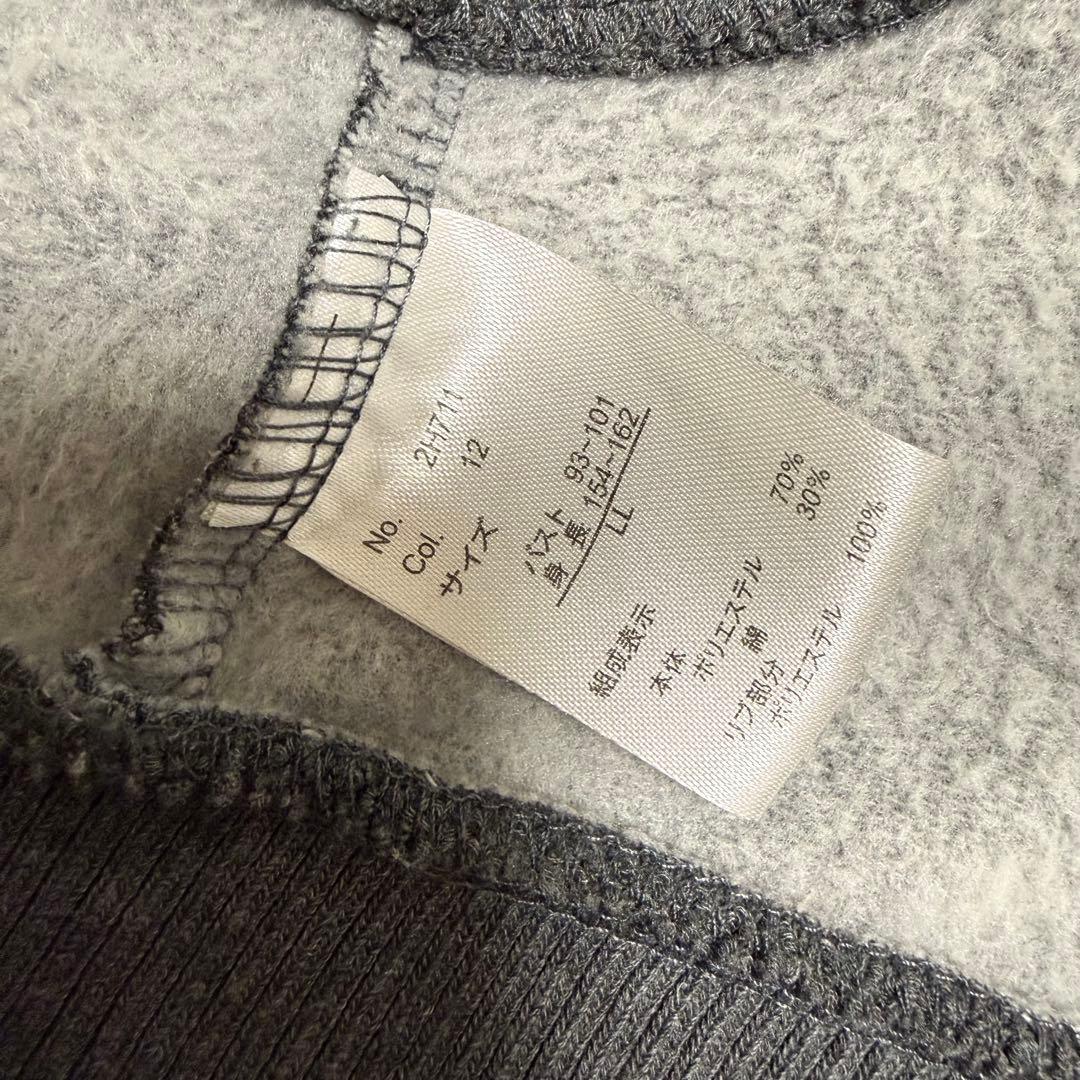 No. 2H711
Col. 12
サイズ
バスト 93~101
身長 154~162
LL
組成表示
本体
ポリエステル 70%
綿 30%
リブ部分
ポリエステル 100%